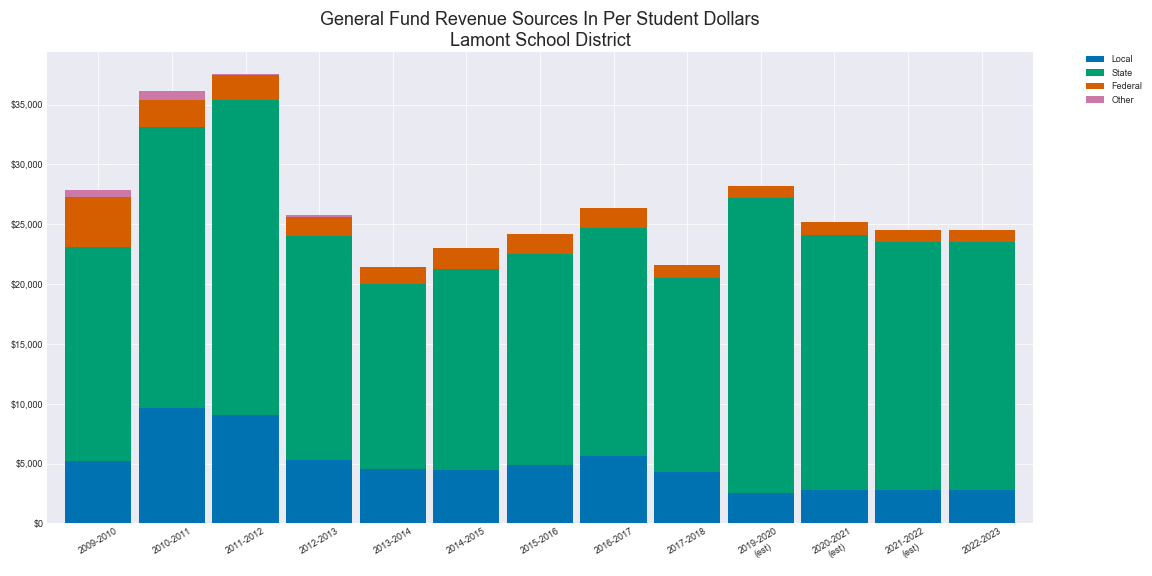 General Fund Revenue Sources In Per Student Dollars
Lamont School District
Local
State
Federal
Other
$35,000
$30,000
$25,000
$20,000
$15,000
$10,000
$5,000
$0
2009-2010
2010-2011
2011-2012
2012-2013
2013-2014
2014-2015
2015-2016
2016-2017
2017-2018
2019-2020
(est)
2020-2021
(est)
2021-2022
(est)
2022-2023